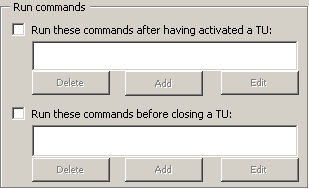 Run commands
Run these commands after having activated a TU:
Delete Add Edit
Run these commands before closing a TU:
Delete Add Edit